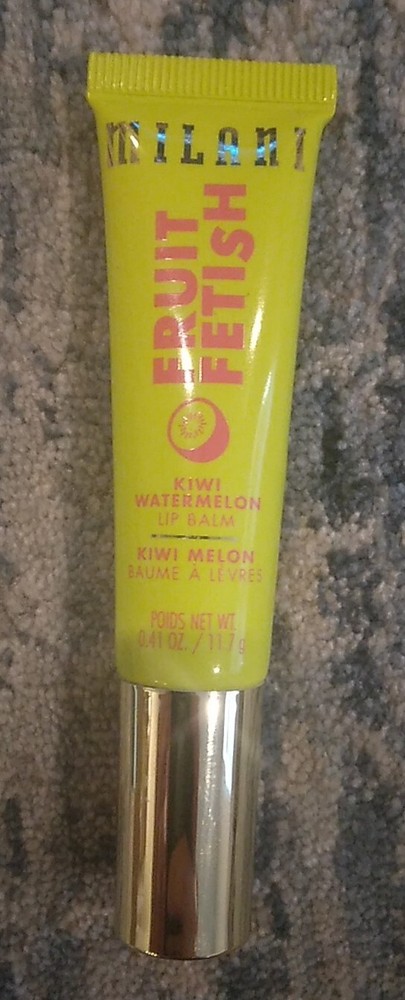 MILANI
FRUIT
FETISH
KIWI
WATERMELON
LIP BALM
KIWI MELON
BAUME À LÈVRES
POIDS NET WT.
0.41 OZ. / 11.7 g